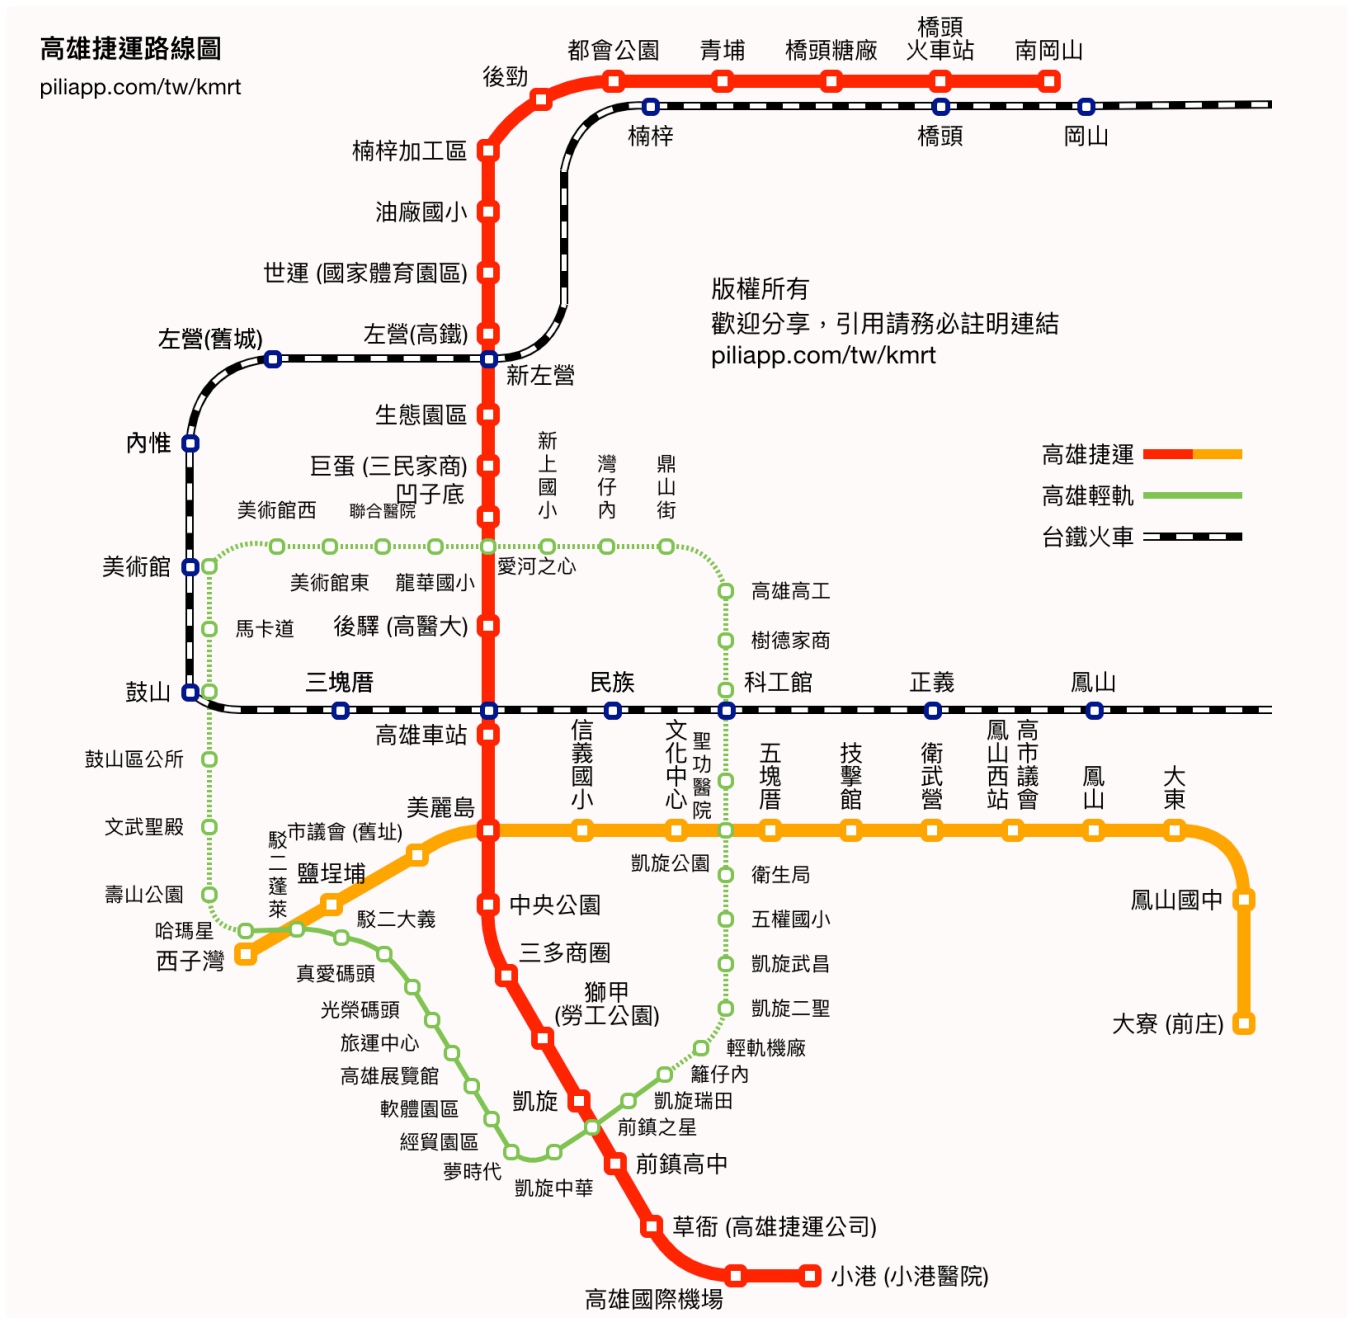 高雄捷運路線圖
piliapp.com/tw/kmrt
橋頭
火車站
都會公園
青埔
橋頭糖廠
南岡山
後勁
楠梓
橋頭
岡山
楠梓加工區
油廠國小
世運 (國家體育園區)
版權所有
歡迎分享，引用請務必註明連結
piliapp.com/tw/kmrt
左營(舊城)
左營(高鐵)
新左營
生態園區
內惟
巨蛋 (三民家商)
凹子底
新上國小
灣仔內
鼎山街
高雄捷運
高雄輕軌
台鐵火車
美術館西
聯合醫院
美術館
美術館東
龍華國小
愛河之心
高雄高工
馬卡道
後驛 (高醫大)
樹德家商
鼓山
三塊厝
民族
科工館
正義
鳳山
高雄車站
信義國小
文化中心
聖功醫院
五塊厝
技擊館
衛武營
鳳山西站
高市議會
鳳山
大東
鼓山區公所
美麗島
文武聖殿
市議會 (舊址)
駁二蓬萊
鹽埕埔
凱旋公園
衛生局
壽山公園
鳳山國中
中央公園
駁二大義
五權國小
哈瑪星
西子灣
三多商圈
真愛碼頭
凱旋武昌
獅甲
(勞工公園)
光榮碼頭
凱旋二聖
大寮 (前庄)
旅運中心
輕軌機廠
高雄展覽館
籬仔內
軟體園區
凱旋
凱旋瑞田
經貿園區
前鎮之星
夢時代
前鎮高中
凱旋中華
草衙 (高雄捷運公司)
小港 (小港醫院)
高雄國際機場